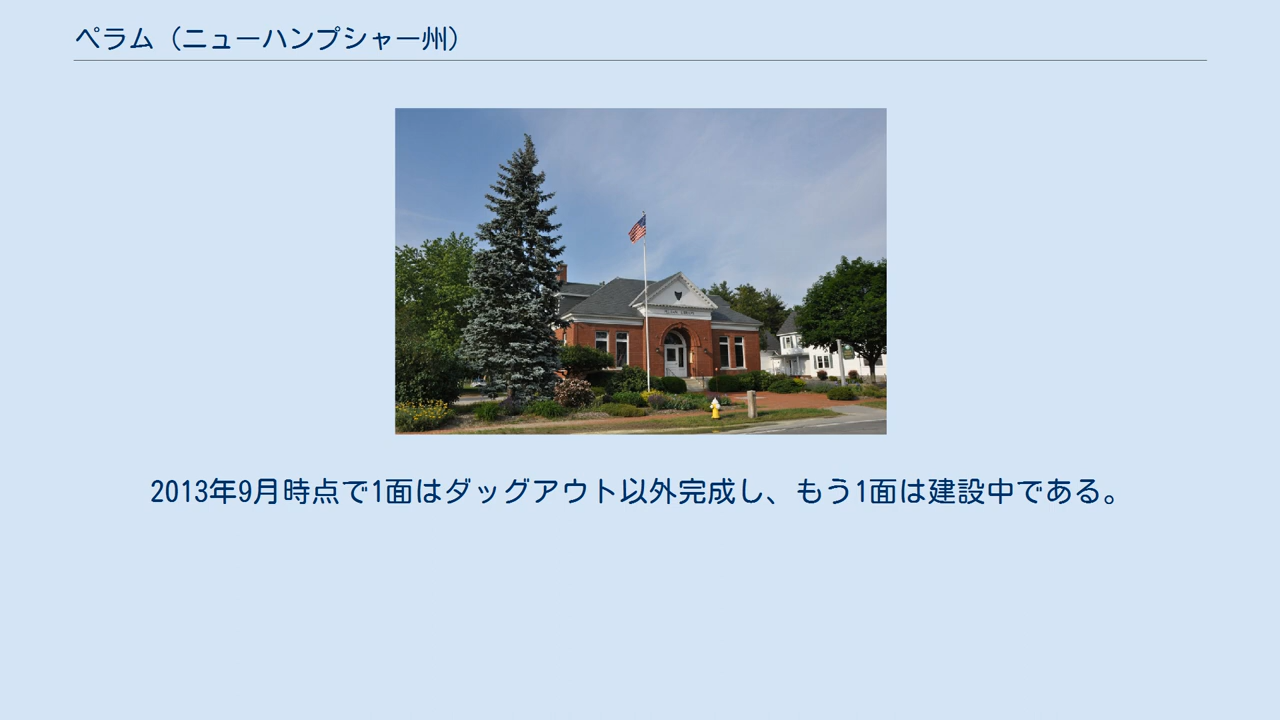 ペラム（ニューハンプシャー州）
2013年9月時点で1面はダッグアウト以外完成し、もう1面は建設中である。